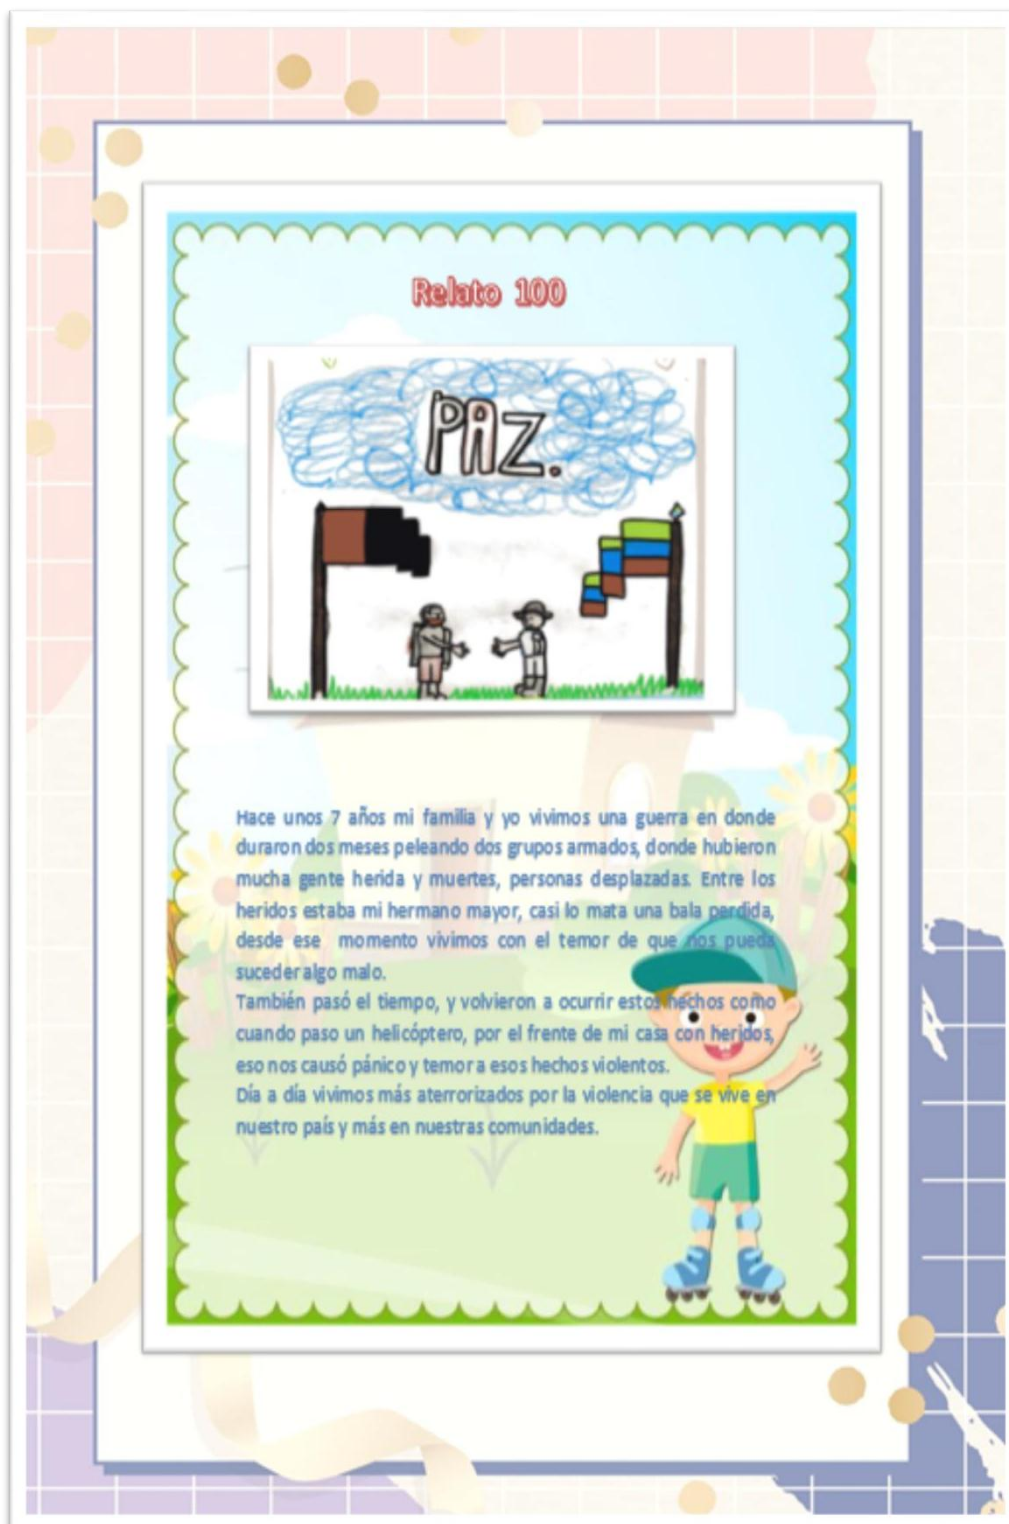 Relato 100
PAZ.
Hace unos 7 años mi familia y yo vivimos una guerra en donde
duraron dos meses peleando dos grupos armados, donde hubieron
mucha gente herida y muertes, personas desplazadas. Entre los
heridos estaba mi hermano mayor, casi lo mata una bala perdida,
desde ese momento vivimos con el temor de que nos pueda
suceder algo malo.
También pasó el tiempo, y volvieron a ocurrir estos hechos como
cuando paso un helicóptero, por el frente de mi casa con heridos,
eso nos causó pánico y temor a esos hechos violentos.
Día a día vivimos más aterrorizados por la violencia que se vive en
nuestro país y más en nuestras comunidades.